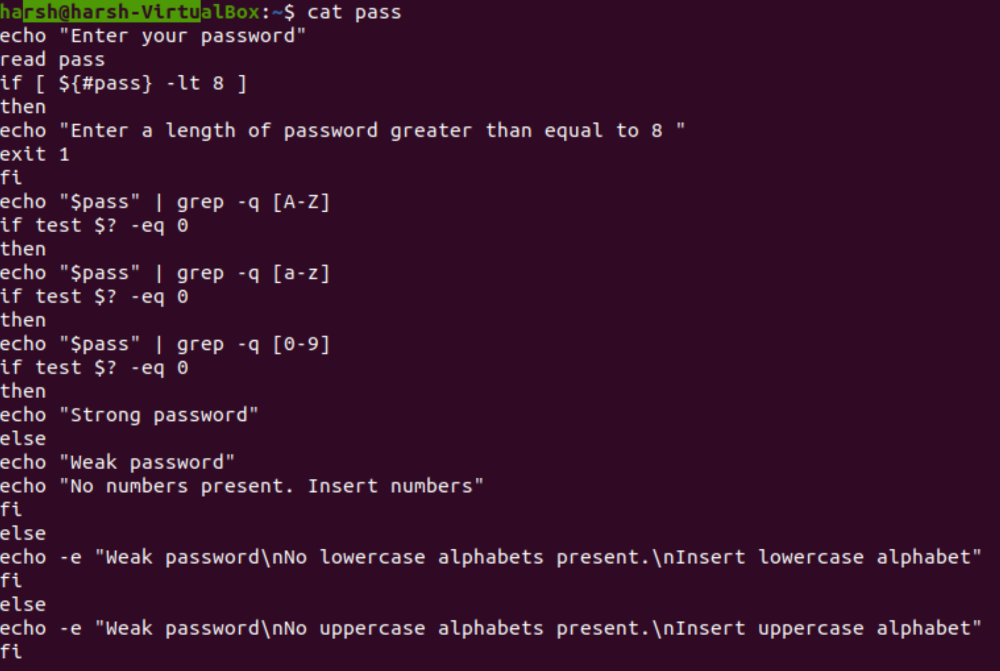 harsh@harsh-VirtualBox:~$ cat pass
echo "Enter your password"
read pass
if [ ${#pass} -lt 8 ]
then
echo "Enter a length of password greater than equal to 8 "
exit 1
fi
echo "$pass" | grep -q [A-Z]
if test $? -eq 0
then
echo "$pass" | grep -q [a-z]
if test $? -eq 0
then
echo "$pass" | grep -q [0-9]
if test $? -eq 0
then
echo "Strong password"
else
echo "Weak password"
echo "No numbers present. Insert numbers"
fi
else
echo -e "Weak password\nNo lowercase alphabets present.\nInsert lowercase alphabet"
fi
else
echo -e "Weak password\nNo uppercase alphabets present.\nInsert uppercase alphabet"
fi